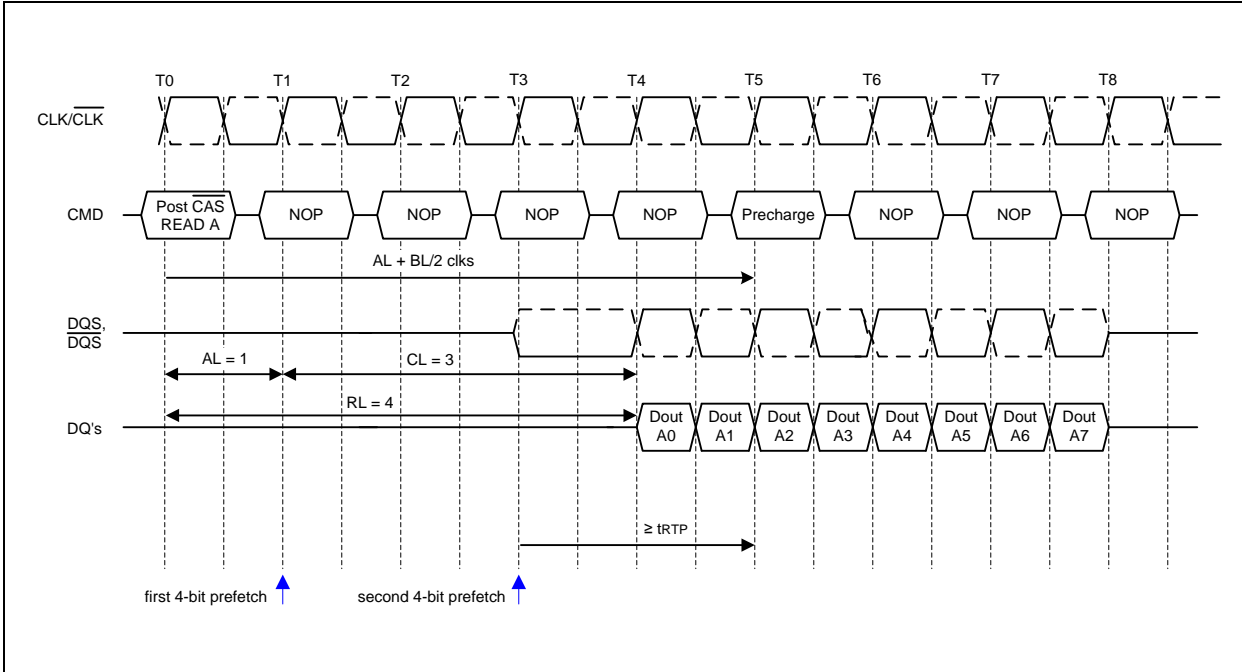 T0 T1 T2 T3 T4 T5 T6 T7 T8
CLK/CLK
CMD
Post CAS
READ A
NOP NOP NOP NOP Precharge NOP NOP NOP
AL + BL/2 clks
DQS,
DQS
AL = 1 CL = 3
RL = 4
DQ's
Dout Dout Dout Dout Dout Dout Dout Dout
A0 A1 A2 A3 A4 A5 A6 A7
≥ tRTP
first 4-bit prefetch second 4-bit prefetch